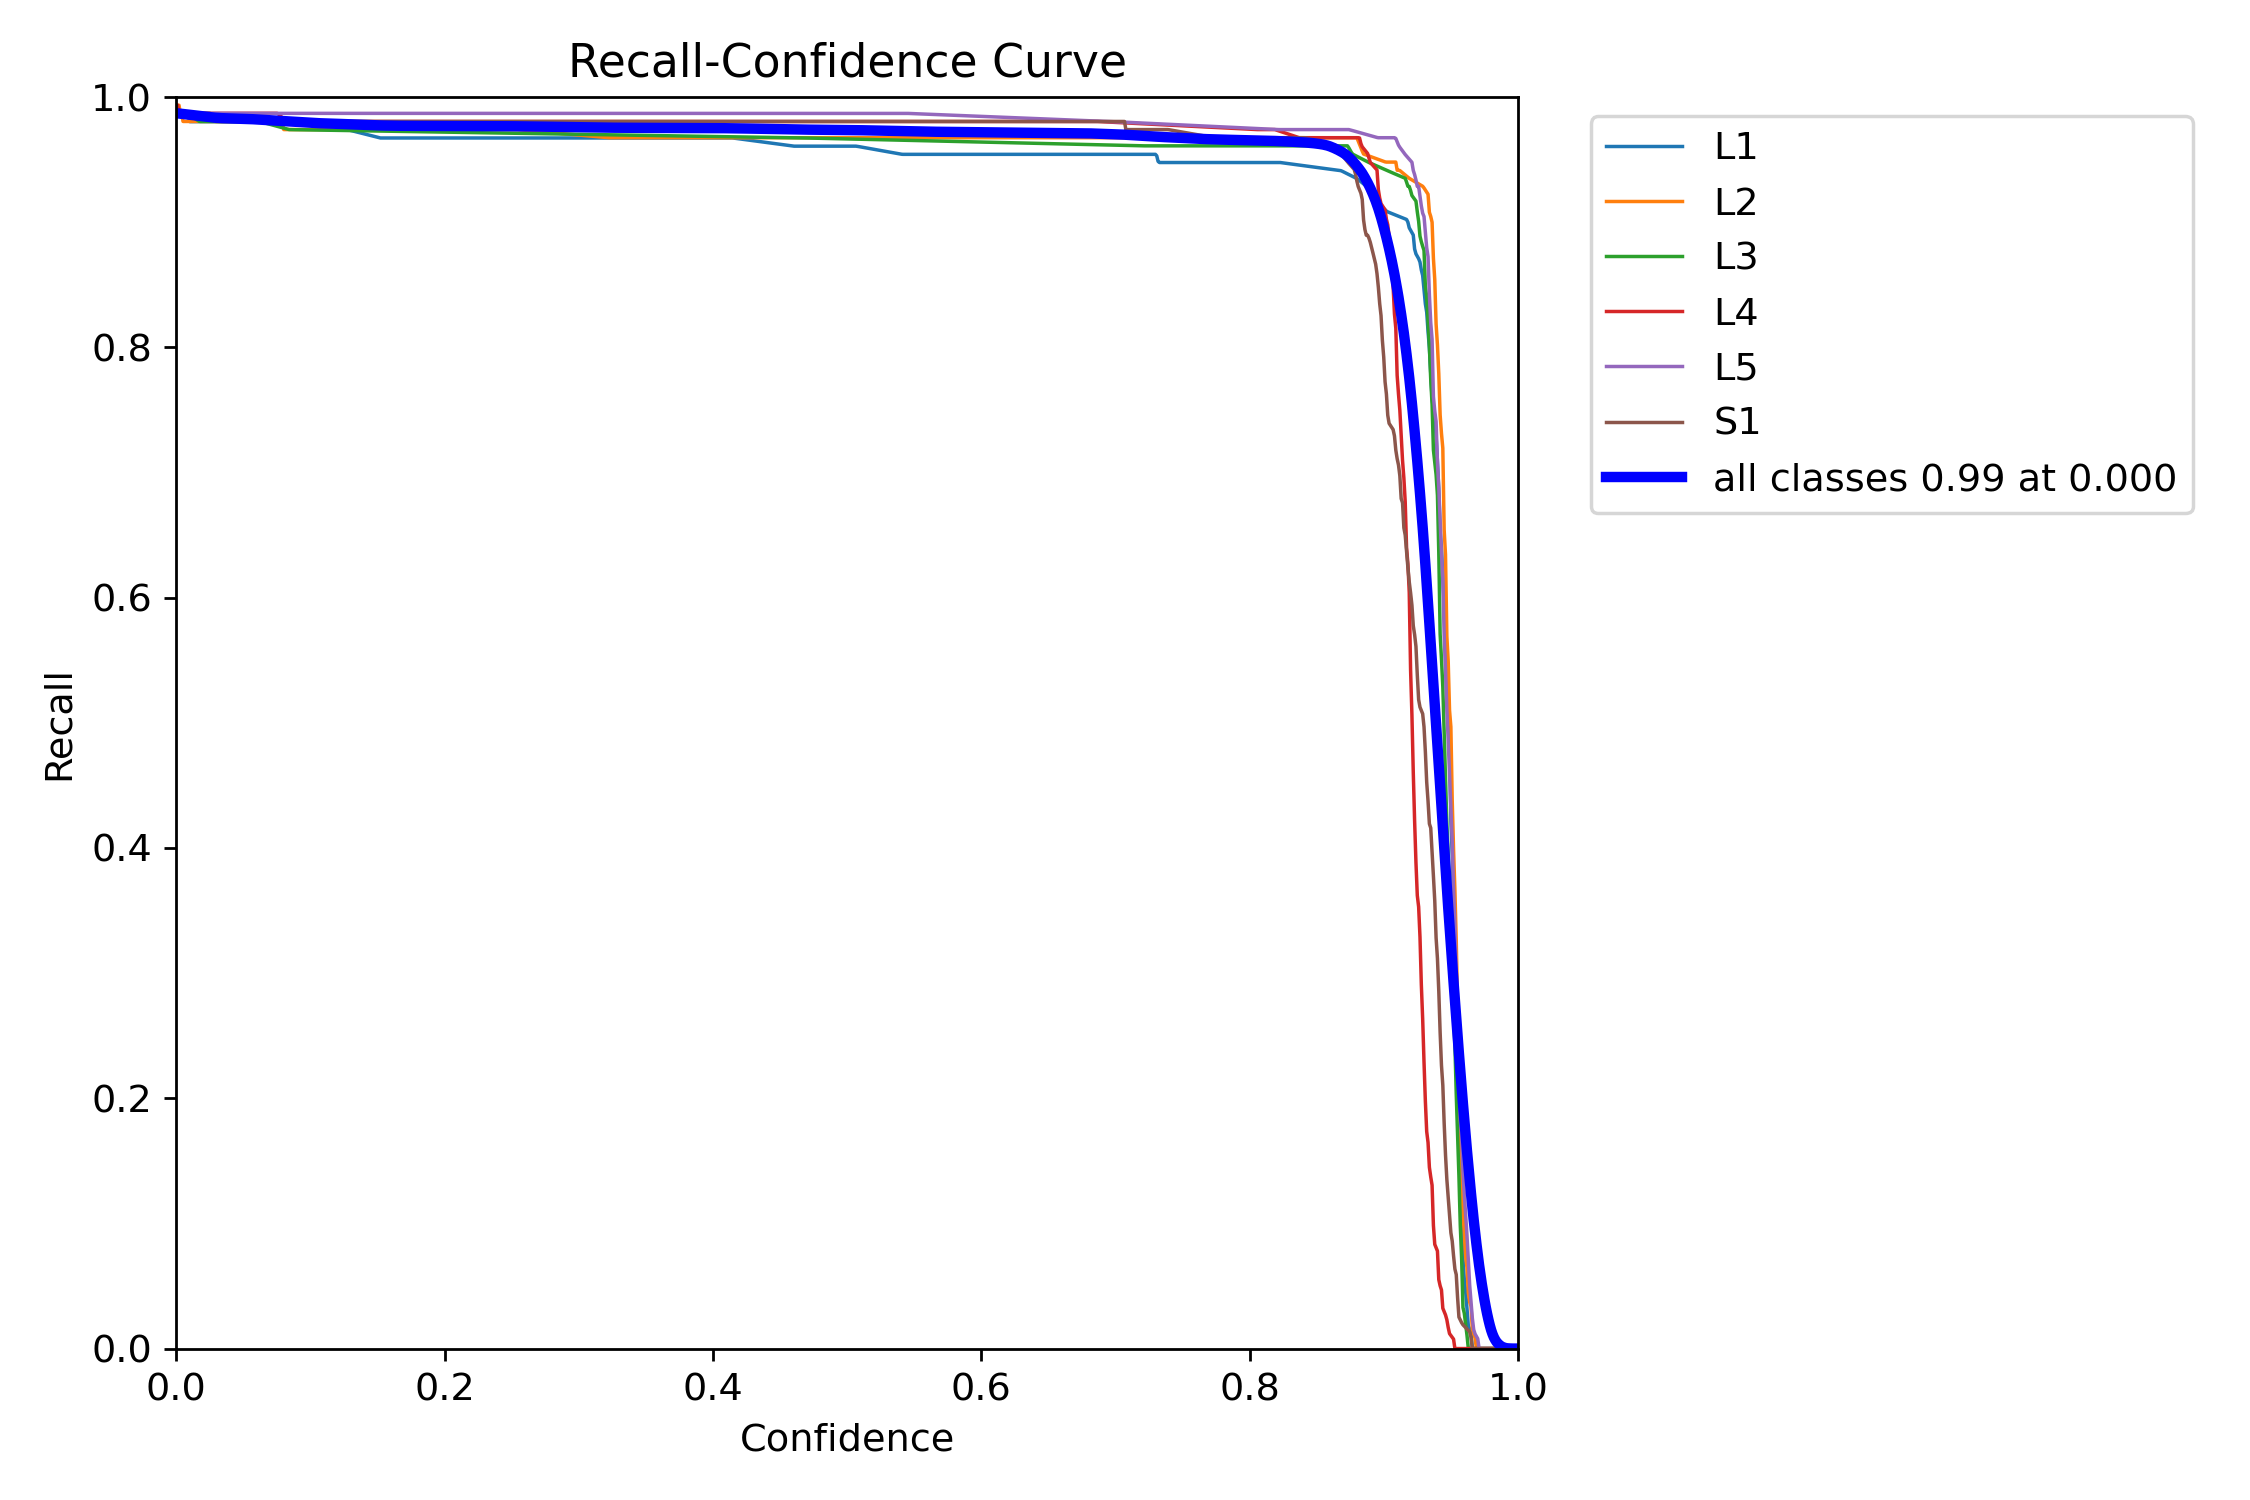 Recall-Confidence Curve
1.0
0.8
0.6
0.4
0.2
0.0
Recall
0.0 0.2 0.4 0.6 0.8 1.0
Confidence
L1
L2
L3
L4
L5
S1
all classes 0.99 at 0.000